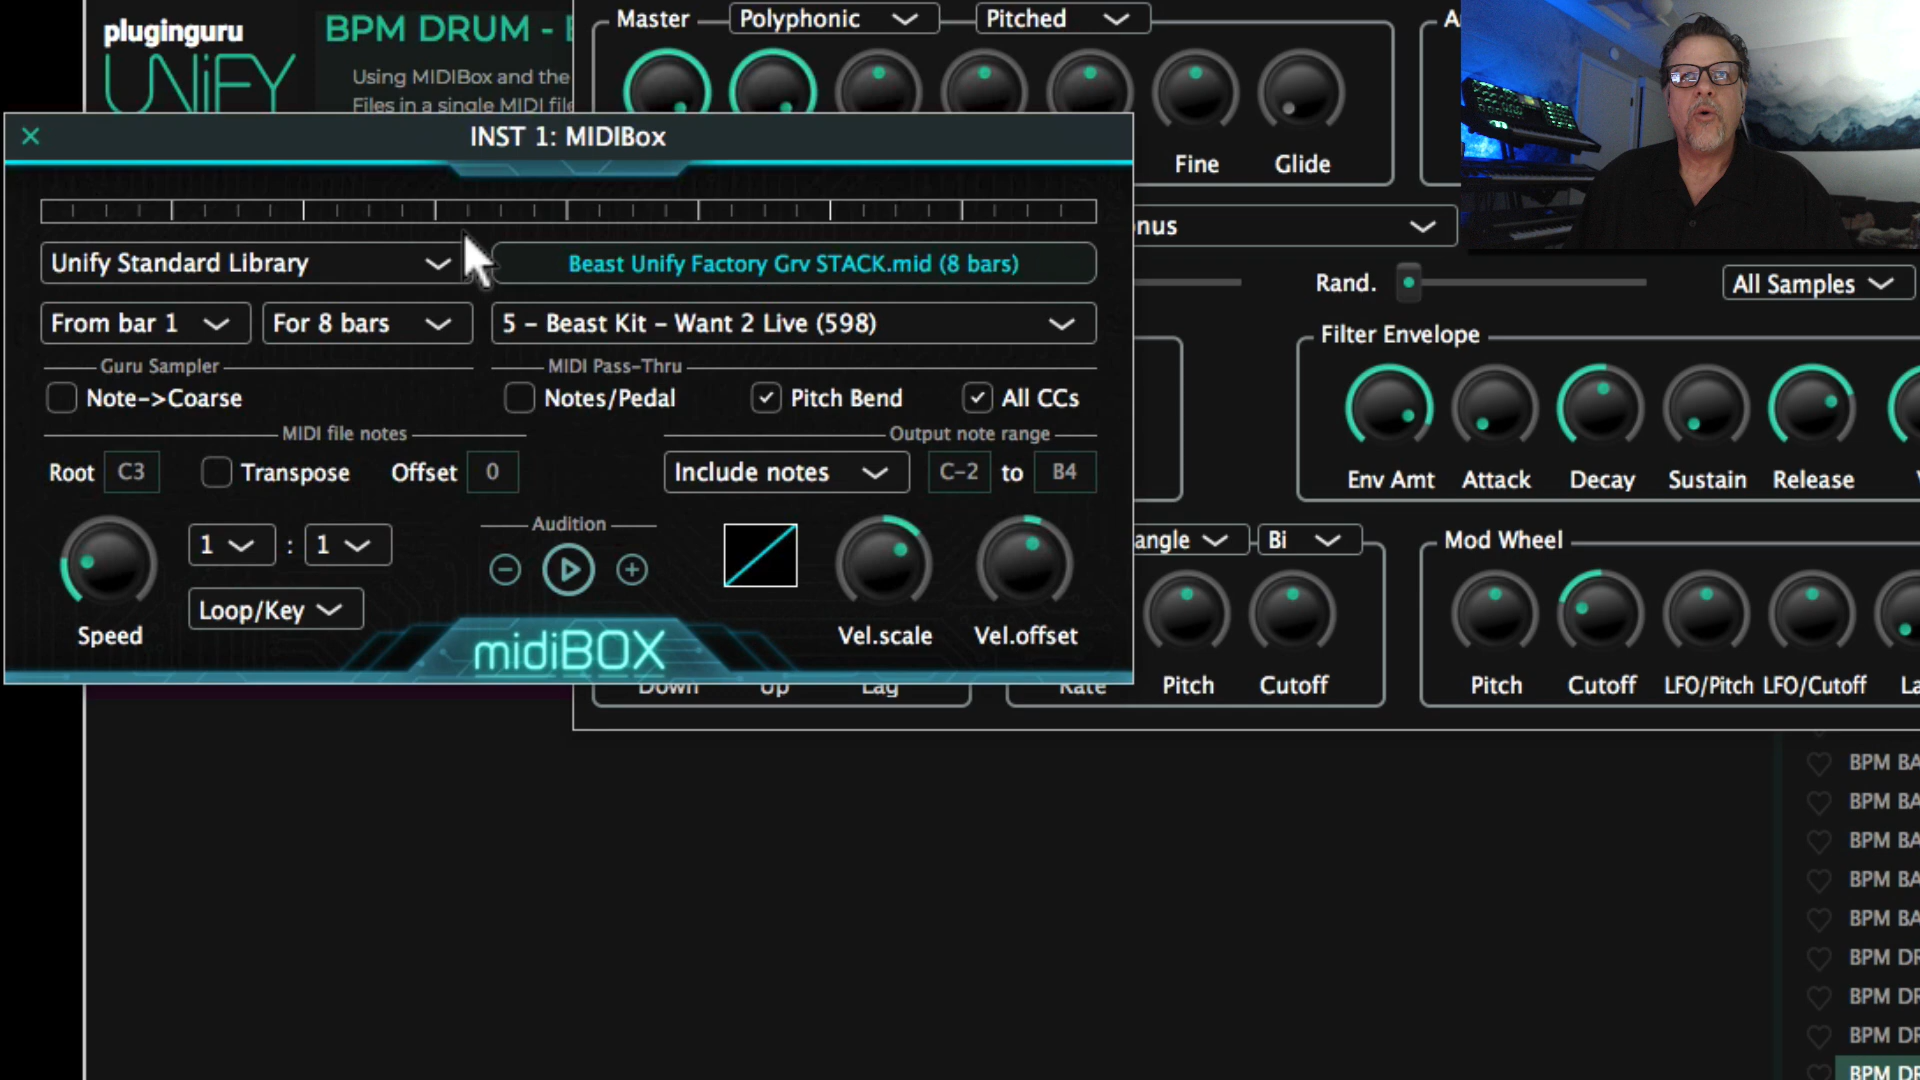 pluginguru
UNiFY
BPM DRUM -
Using MIDIBox and the
Files in a single MIDI file
Master
Polyphonic
Pitched
Fine
Glide
INST 1: MIDIBox
Unify Standard Library
Beast Unify Factory Grv STACK.mid (8 bars)
From bar 1
For 8 bars
5 - Beast Kit - Want 2 Live (598)
Guru Sampler
MIDI Pass-Thru
Note->Coarse
Notes/Pedal
Pitch Bend
All CCs
MIDI file notes
Output note range
Root
C3
Transpose
Offset
0
Include notes
C-2
to
B4
Audition
1
:
1
Loop/Key
Speed
Vel.scale
Vel.offset
midiBOX
nus
Rand.
All Samples
Filter Envelope
Env Amt
Attack
Decay
Sustain
Release
angle
Bi
Mod Wheel
Down
Up
Lag
Rate
Pitch
Cutoff
Pitch
Cutoff
LFO/Pitch
LFO/Cutoff
La
BPM BA
BPM BA
BPM BA
BPM BA
BPM BA
BPM DR
BPM DR
BPM DR
BPM DR